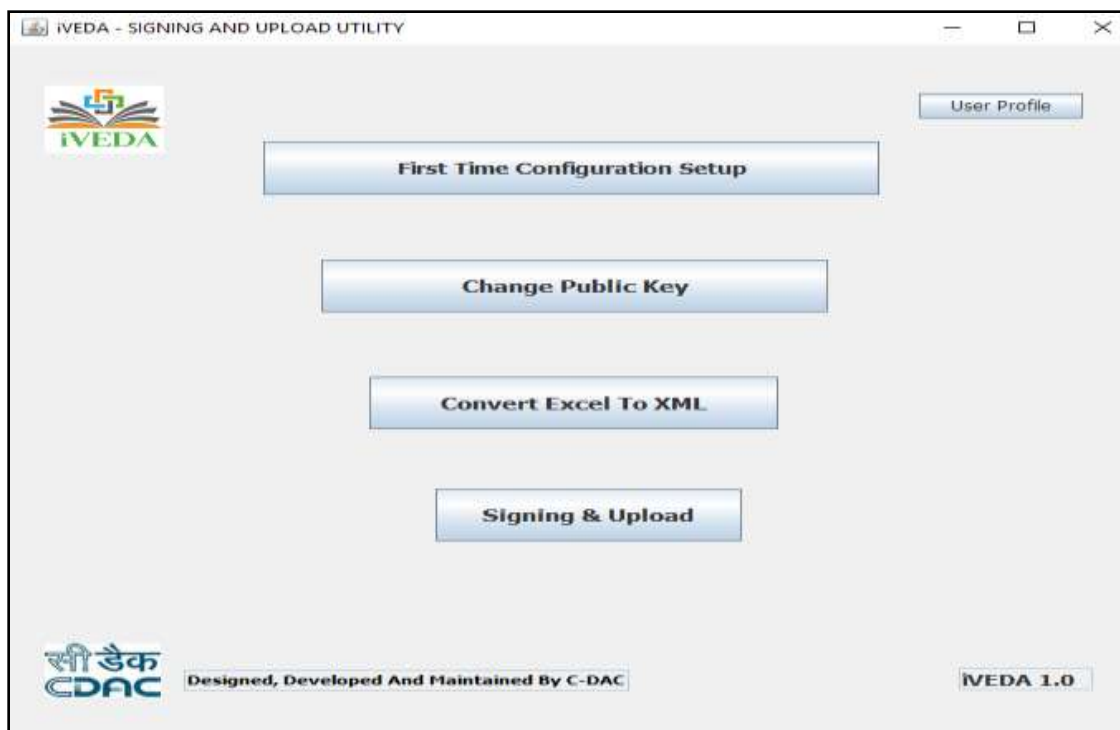 iVEDA - SIGNING AND UPLOAD UTILITY
iVEDA
User Profile
First Time Configuration Setup
Change Public Key
Convert Excel To XML
Signing & Upload
सी डैक
CDAC
Designed, Developed And Maintained By C-DAC
iVEDA 1.0